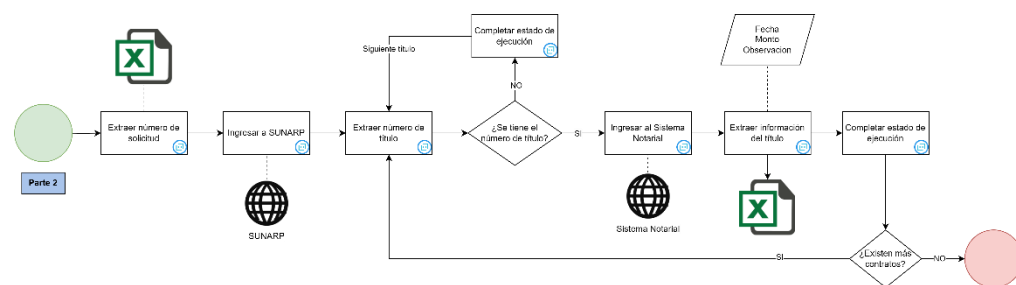 Parte 2
Extraer número de
solicitud
Ingresar a SUNARP
SUNARP
Extraer número de
título
Siguiente título
Completar estado de
ejecución
NO
¿Se tiene el
número de título?
SI
Ingresar al Sistema
Notarial
Sistema Notarial
Fecha
Monto
Observacion
Extraer información
del título
Completar estado de
ejecución
¿Existen más
contratos?
SI
NO